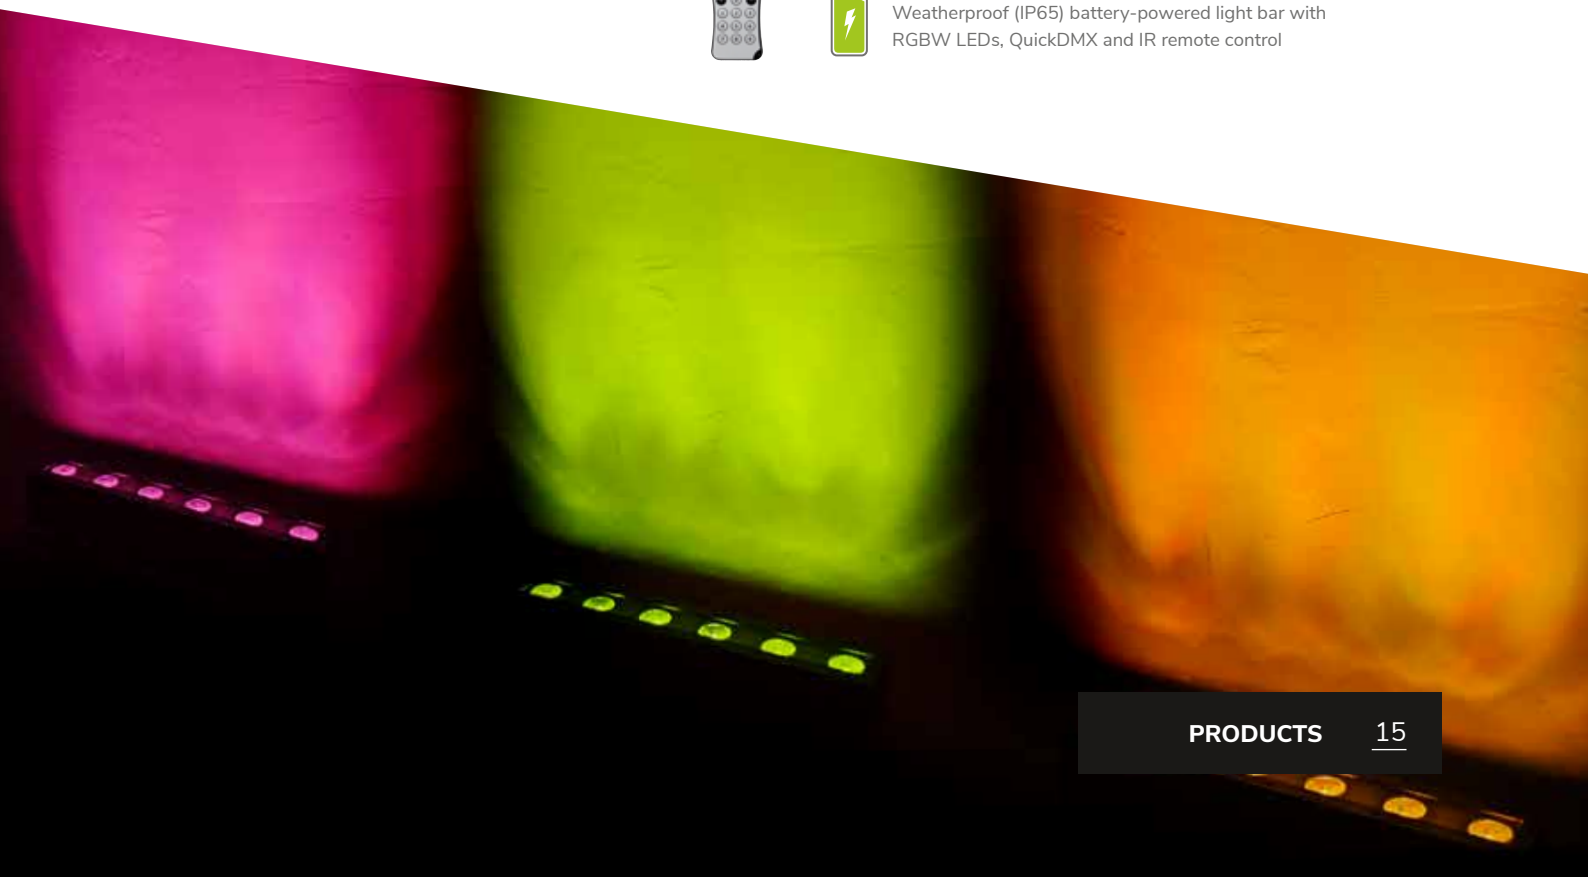 Weatherproof (IP65) battery-powered light bar with
RGBW LEDs, QuickDMX and IR remote control
PRODUCTS 15